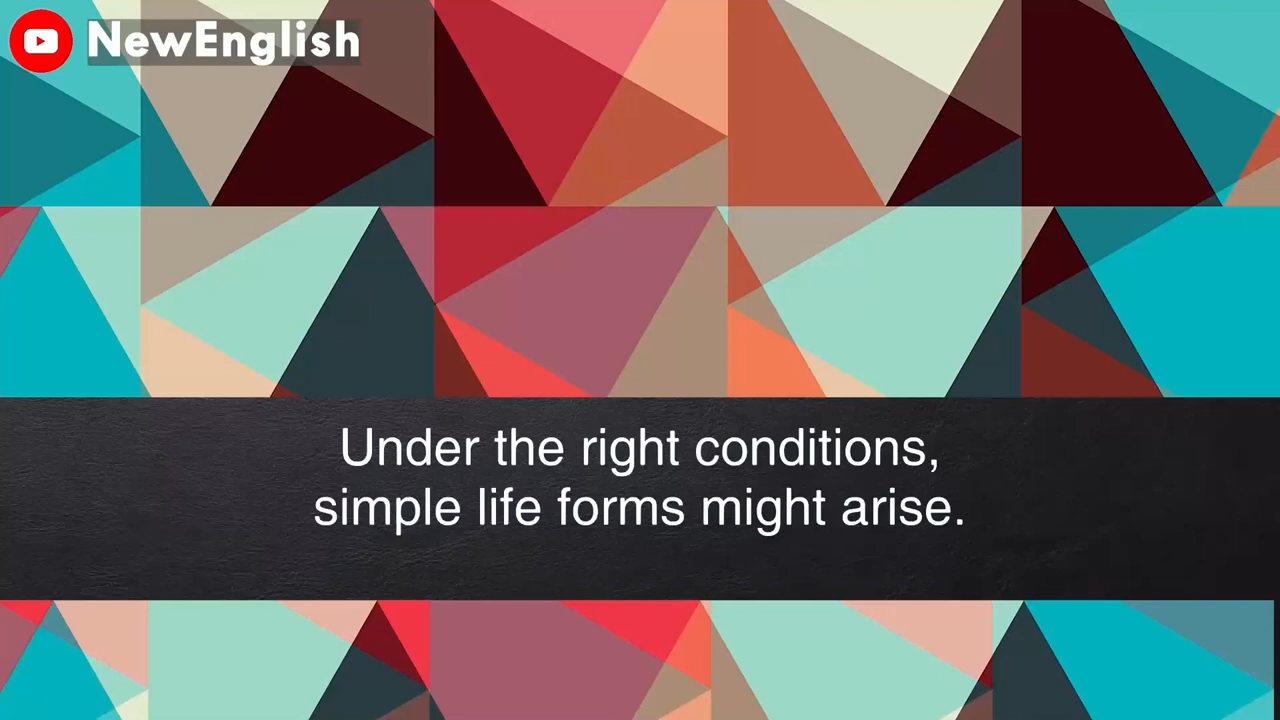 NewEnglish
Under the right conditions,
simple life forms might arise.